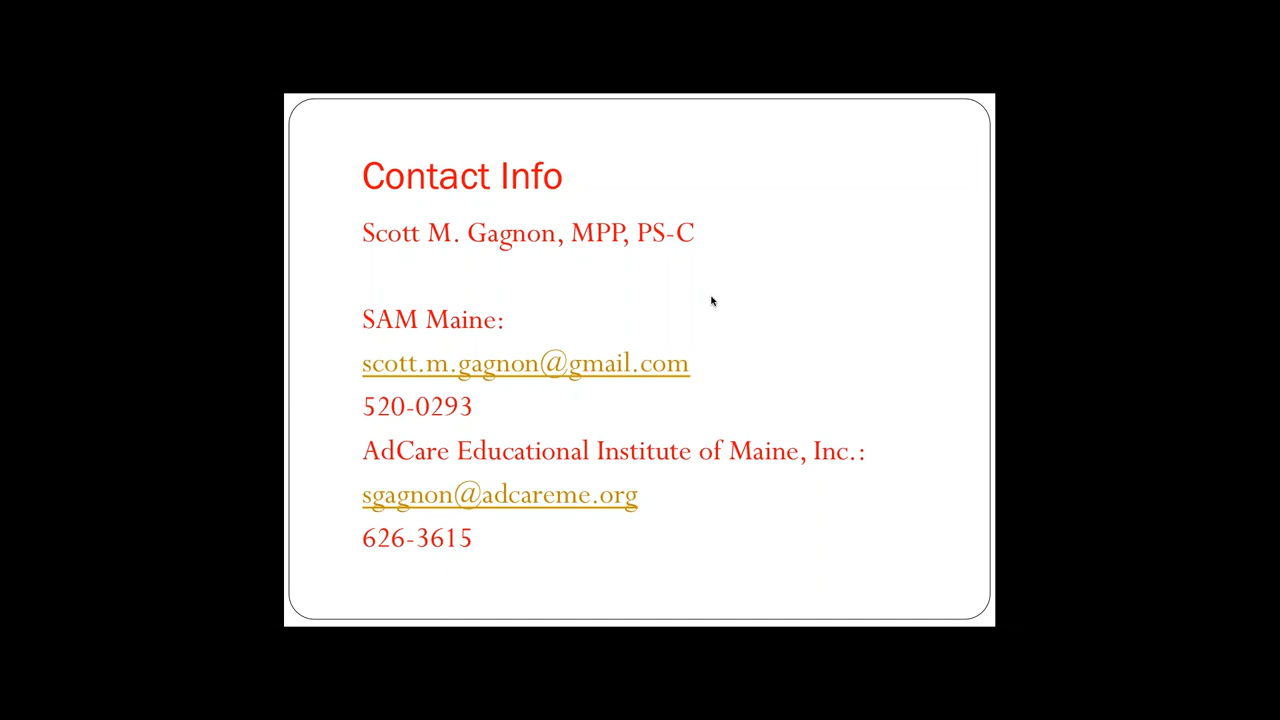 Contact Info
Scott M. Gagnon, MPP, PS-C
SAM Maine:
scott.m.gagnon@gmail.com
520-0293
AdCare Educational Institute of Maine, Inc.:
sgagnon@adcareme.org
626-3615